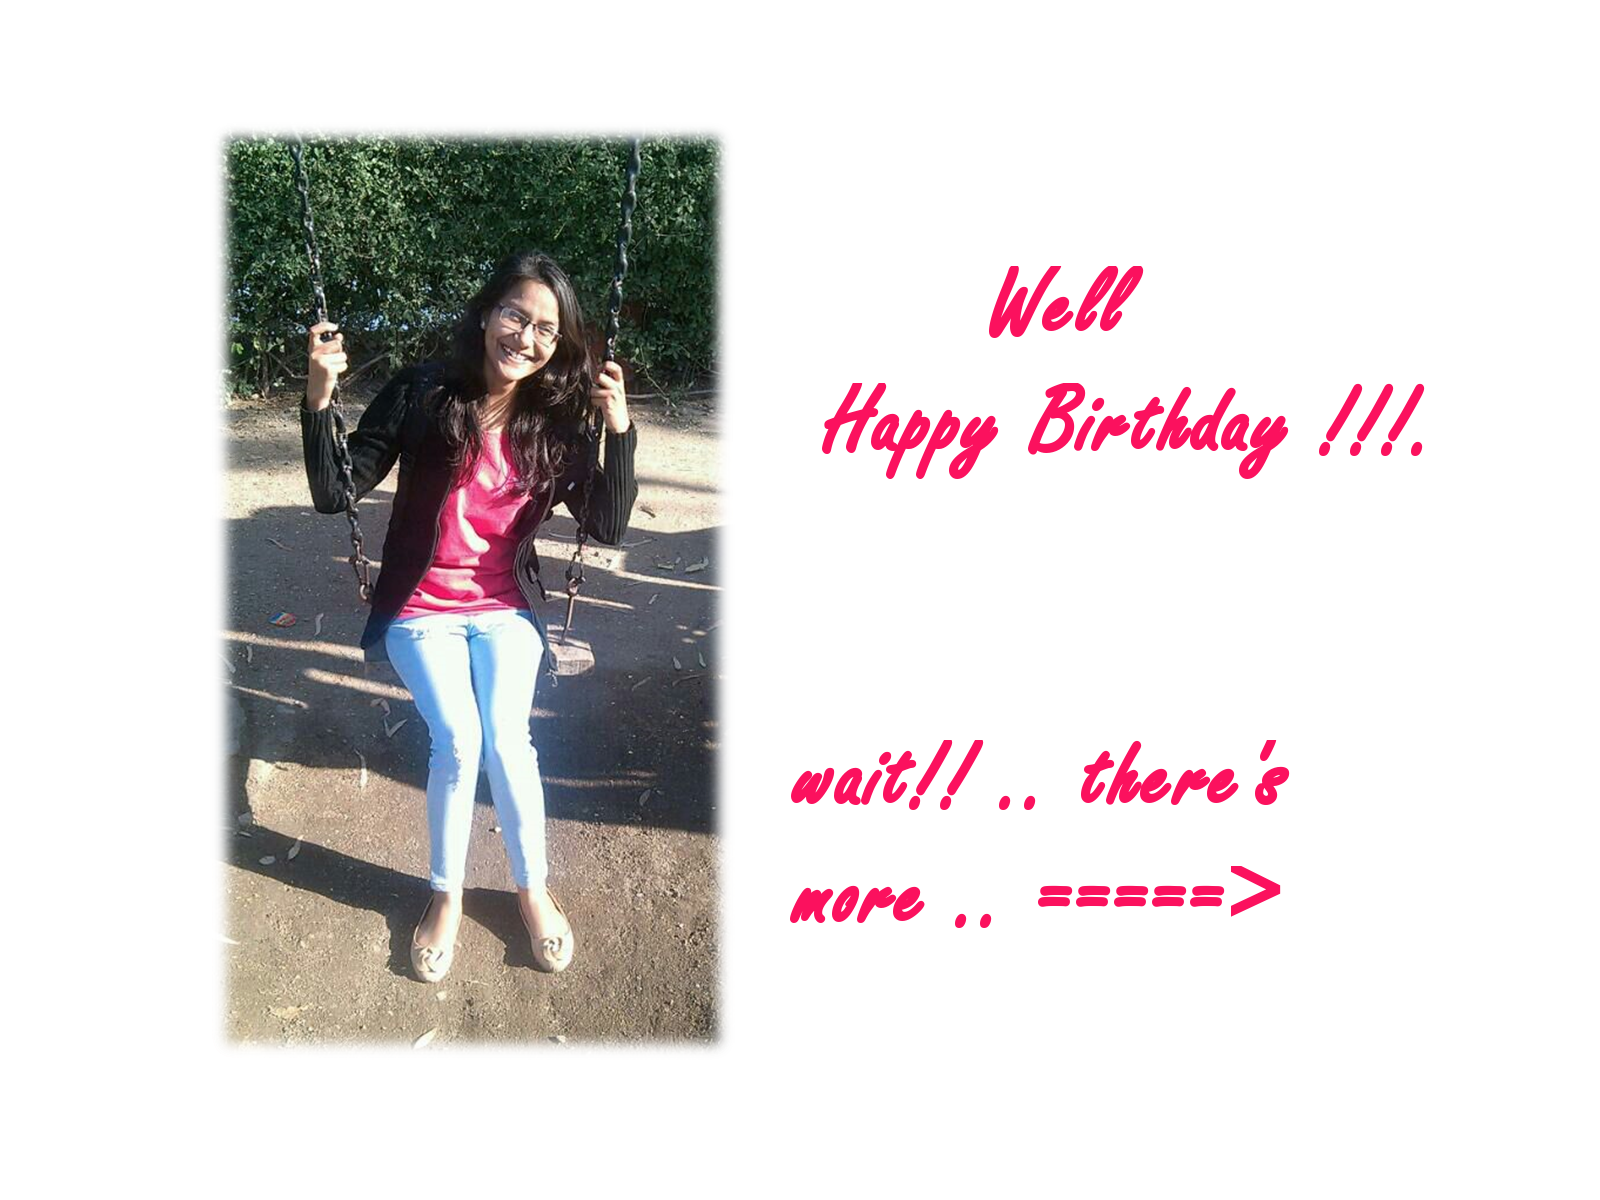 Well
Happy Birthday !!!.
wait!! .. there's
more .. =====>